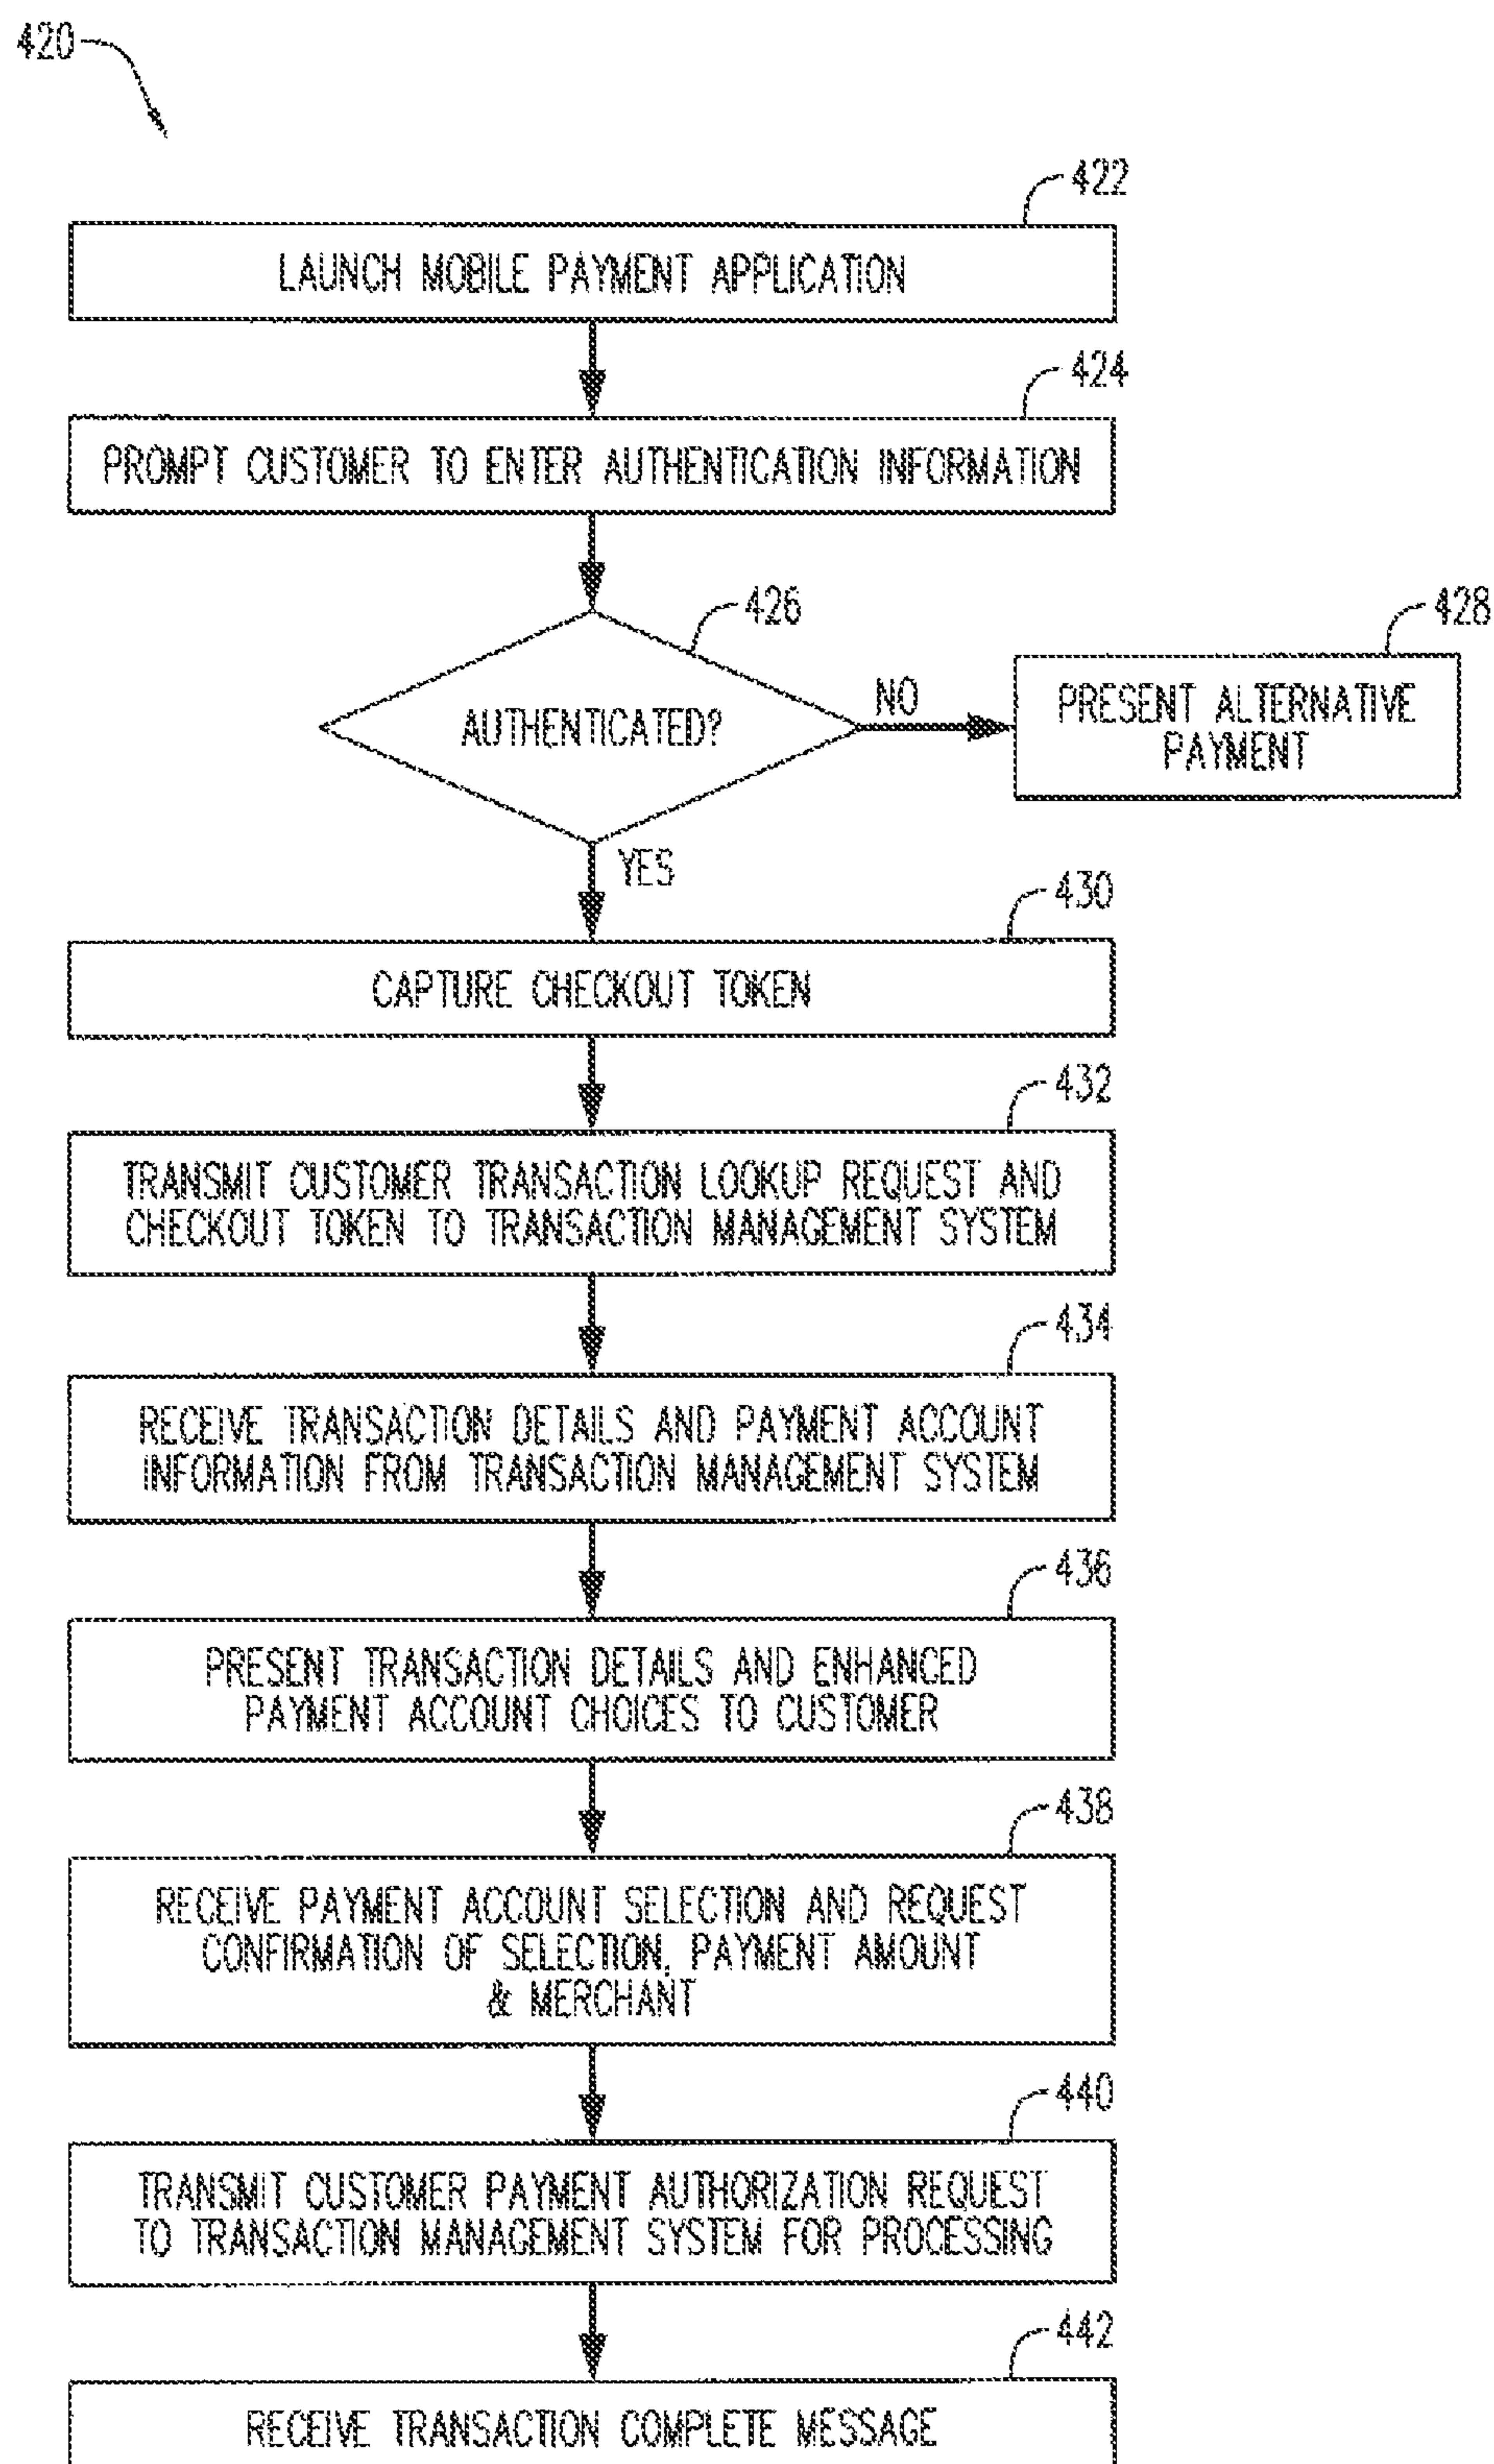 420
422
LAUNCH MOBILE PAYMENT APPLICATION
424
PROMPT CUSTOMER TO ENTER AUTHENTICATION INFORMATION
426
428
AUTHENTICATED?
NO
PRESENT ALTERNATIVE
PAYMENT
YES
430
CAPTURE CHECKOUT TOKEN
432
TRANSMIT CUSTOMER TRANSACTION LOOKUP REQUEST AND
CHECKOUT TOKEN TO TRANSACTION MANAGEMENT SYSTEM
434
RECEIVE TRANSACTION DETAILS AND PAYMENT ACCOUNT
INFORMATION FROM TRANSACTION MANAGEMENT SYSTEM
436
PRESENT TRANSACTION DETAILS AND ENHANCED
PAYMENT ACCOUNT CHOICES TO CUSTOMER
438
RECEIVE PAYMENT ACCOUNT SELECTION AND REQUEST
CONFIRMATION OF SELECTION, PAYMENT AMOUNT
& MERCHANT
440
TRANSMIT CUSTOMER PAYMENT AUTHORIZATION REQUEST
TO TRANSACTION MANAGEMENT SYSTEM FOR PROCESSING
442
RECEIVE TRANSACTION COMPLETE MESSAGE